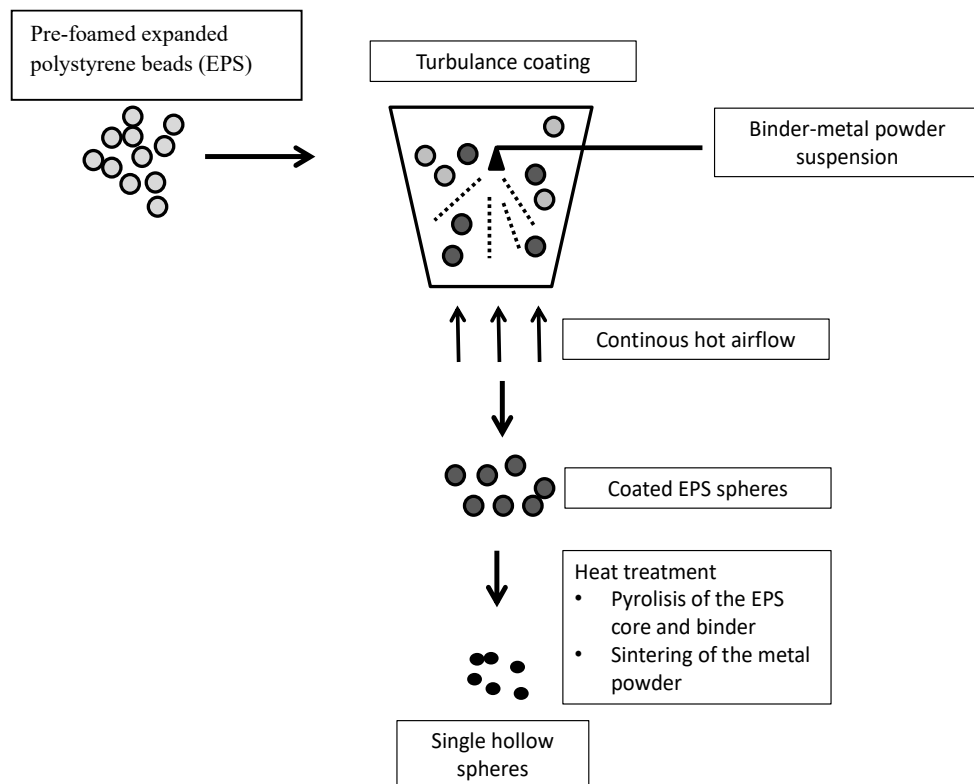 Pre-foamed expanded
polystyrene beads (EPS)
Turbulance coating
Binder-metal powder
suspension
Continous hot airflow
Coated EPS spheres
Heat treatment
• Pyrolisis of the EPS
core and binder
• Sintering of the metal
powder
Single hollow
spheres